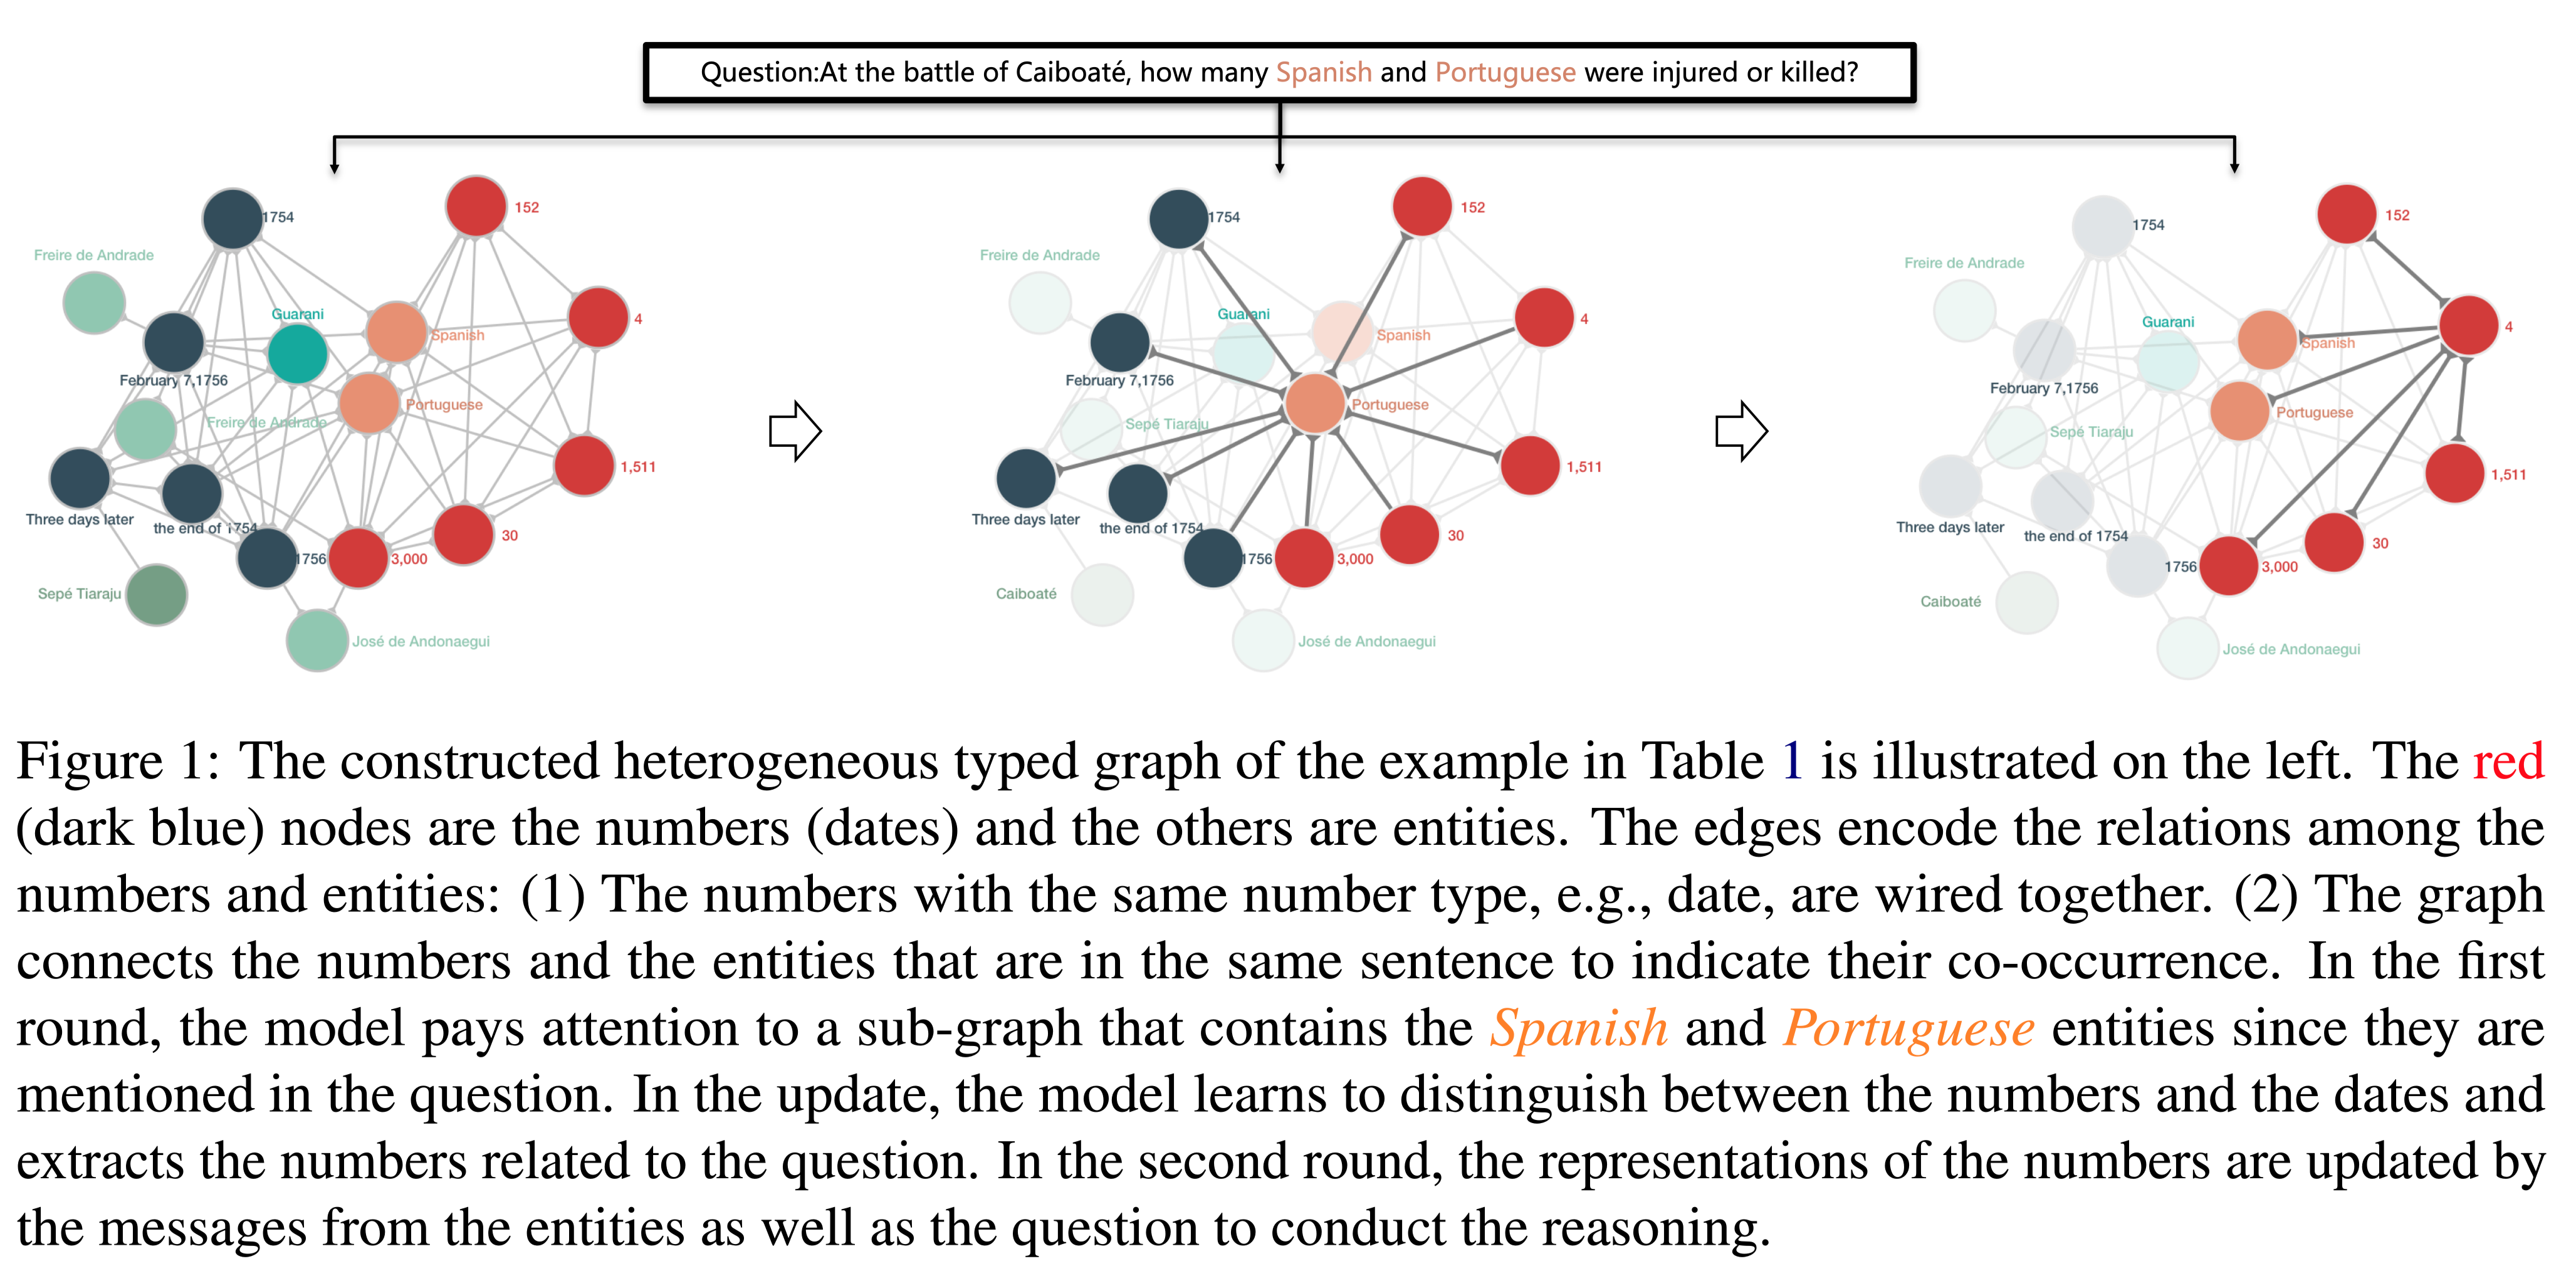 Question:At the battle of Caiboaté, how many Spanish and Portuguese were injured or killed?
1754
152
Freire de Andrade
4
Guarani
Spanish
February 7,1756
Portuguese
Freire de Andrade
1,511
Three days later
the end of 1754
30
1756
3,000
Sepé Tiaraju
José de Andonaegui
1754
152
Freire de Andrade
4
Guarani
Spanish
February 7,1756
Portuguese
Sepé Tiaraju
1,511
Three days later
the end of 1754
30
1756
3,000
Caiboaté
José de Andonaegui
1754
152
Freire de Andrade
4
Guarani
Spanish
February 7,1756
Portuguese
Sepé Tiaraju
1,511
Three days later
the end of 1754
30
1756
3,000
Caiboaté
José de Andonaegui
Figure 1: The constructed heterogeneous typed graph of the example in Table 1 is illustrated on the left. The red
(dark blue) nodes are the numbers (dates) and the others are entities. The edges encode the relations among the
numbers and entities: (1) The numbers with the same number type, e.g., date, are wired together. (2) The graph
connects the numbers and the entities that are in the same sentence to indicate their co-occurrence. In the first
round, the model pays attention to a sub-graph that contains the Spanish and Portuguese entities since they are
mentioned in the question. In the update, the model learns to distinguish between the numbers and the dates and
extracts the numbers related to the question. In the second round, the representations of the numbers are updated by
the messages from the entities as well as the question to conduct the reasoning.